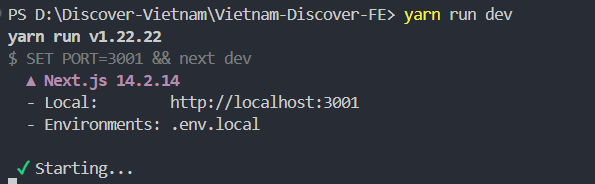 PS D:\Discover-Vietnam\Vietnam-Discover-FE> yarn run dev
yarn run v1.22.22
$ SET PORT=3001 && next dev
▲ Next.js 14.2.14
- Local:        http://localhost:3001
- Environments: .env.local
✓ Starting...